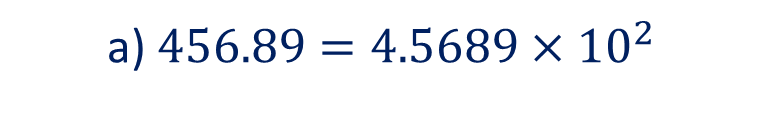 a) 456.89 = 4.5689 × 10²